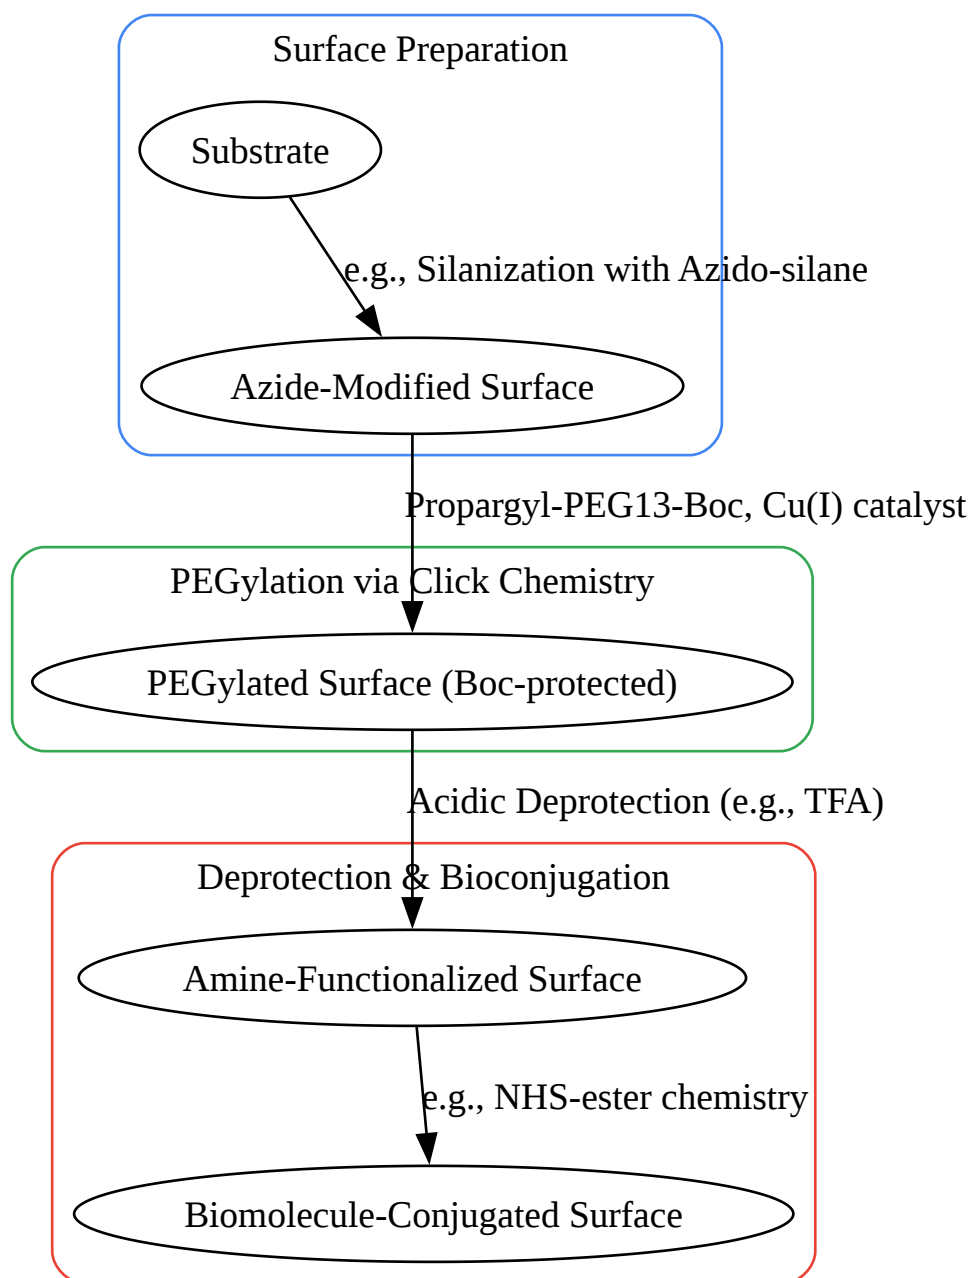 Surface Preparation
Substrate
e.g., Silanization with Azido-silane
Azide-Modified Surface
Propargyl-PEG13-Boc, Cu(I) catalyst
PEGylation via Click Chemistry
PEGylated Surface (Boc-protected)
Acidic Deprotection (e.g., TFA)
Deprotection & Bioconjugation
Amine-Functionalized Surface
e.g., NHS-ester chemistry
Biomolecule-Conjugated Surface